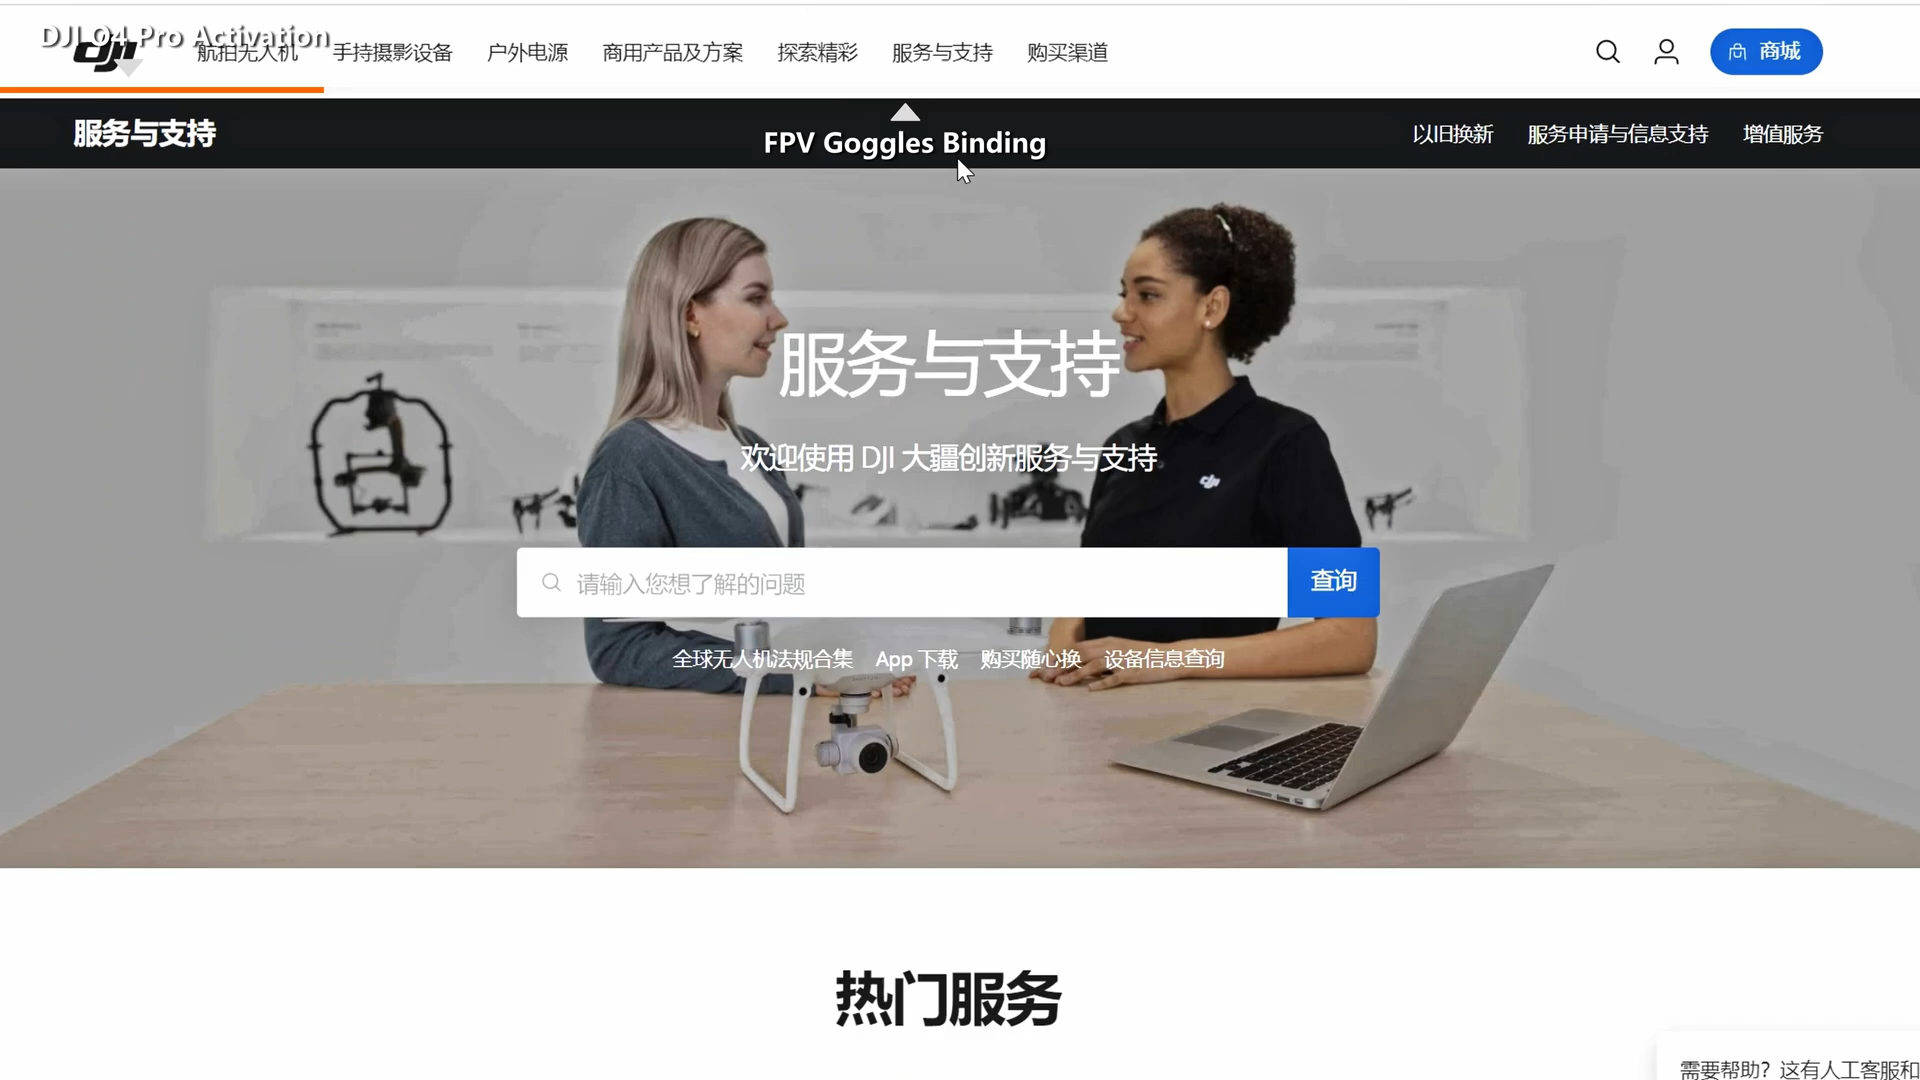 DJI O4 Pro Activation
dji
航拍无人机 手持摄影设备 户外电源 商用产品及方案 探索精彩 服务与支持 购买渠道
商城
服务与支持
FPV Goggles Binding
以旧换新 服务申请与信息支持 增值服务
服务与支持
欢迎使用 DJI 大疆创新服务与支持
dji
请输入您想了解的问题
查询
全球无人机法规合集 App 下载 购买随心换 设备信息查询
热门服务
需要帮助？这有人工客服和